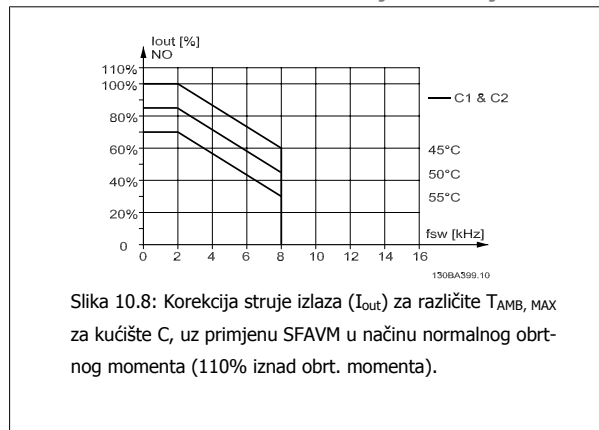 Iout [%]
NO
110%
100%
80%
60%
40%
20%
0
0 2 4 6 8 10 12 14 16
fsw [kHz]
C1 & C2
45°C
50°C
55°C
130BA399.10
Slika 10.8: Korekcija struje izlaza (Iout) za različite TAMB, MAX
za kućište C, uz primjenu SFAVM u načinu normalnog obrt-
nog momenta (110% iznad obrt. momenta).